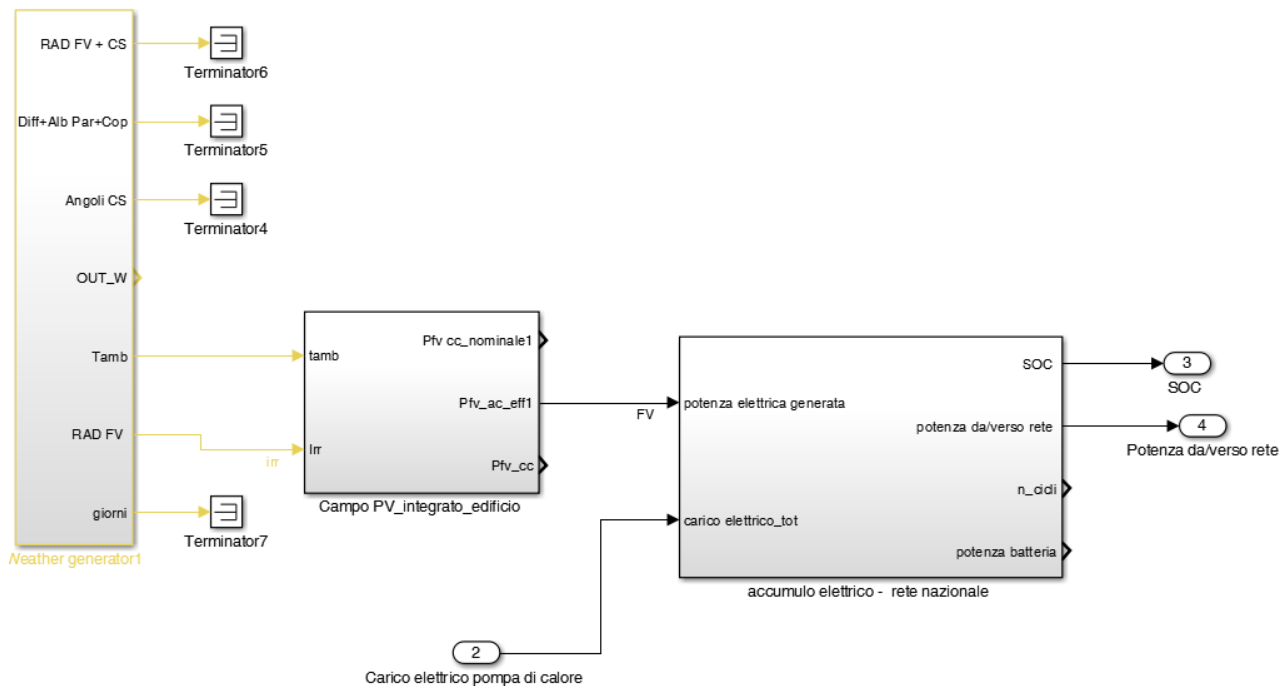 RAD FV + CS
Terminator6
Diff+Alb Par+Cop
Terminator5
Angoli CS
Terminator4
OUT_W
Tamb
RAD FV
irr
giorni
Terminator7
Weather generator1
tamb
Irr
Pfv cc_nominale1
Pfv_ac_eff1
Pfv_cc
Campo PV_integrato_edificio
FV
potenza elettrica generata
carico elettrico_tot
SOC
potenza da/verso rete
n_cicli
potenza batteria
accumulo elettrico - rete nazionale
3
SOC
4
Potenza da/verso rete
2
Carico elettrico pompa di calore